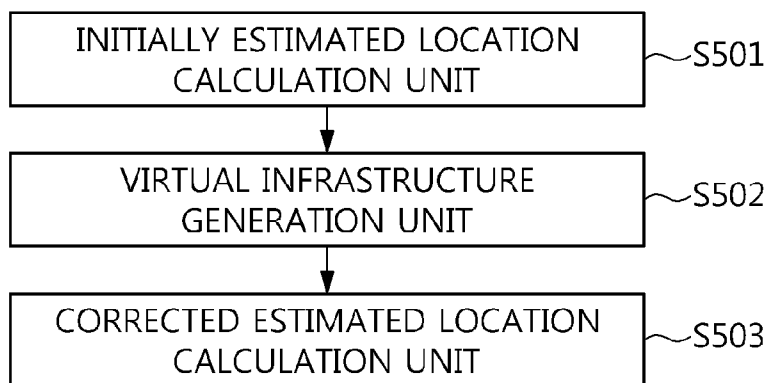 INITIALLY ESTIMATED LOCATION
CALCULATION UNIT
S501
VIRTUAL INFRASTRUCTURE
GENERATION UNIT
S502
CORRECTED ESTIMATED LOCATION
CALCULATION UNIT
S503